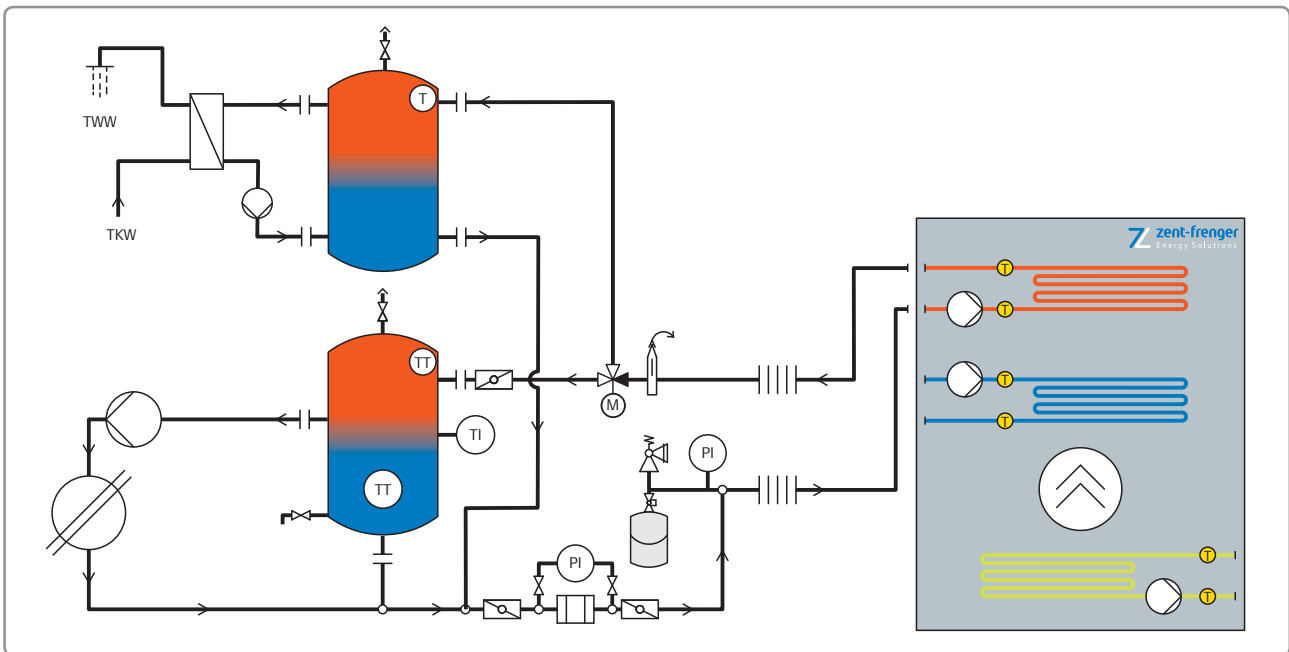 TWW
TKW
T
zent-frenger
Energy Solutions
T
T
TT
M
T
T
TI
PI
TT
PI
T
T